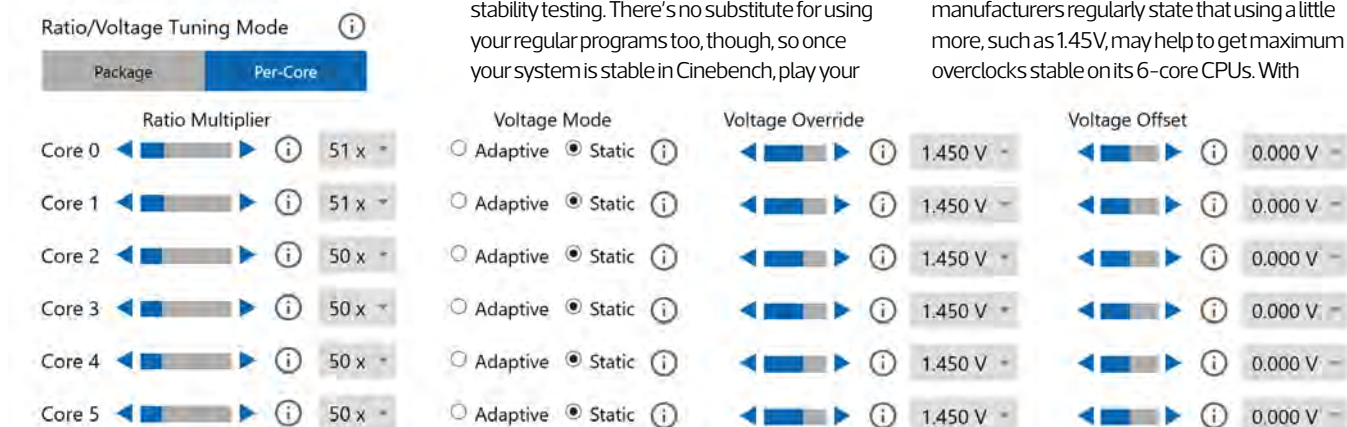 Ratio/Voltage Tuning Mode i
Package Per-Core
stability testing. There's no substitute for using
your regular programs too, though, so once
your system is stable in Cinebench, play your
manufacturers regularly state that using a little
more, such as 1.45V, may help to get maximum
overclocks stable on its 6-core CPUs. With
Ratio Multiplier Voltage Mode Voltage Override Voltage Offset
Core 0 i 51 x Adaptive Static i i 1.450 V i 0.000 V
Core 1 i 51 x Adaptive Static i i 1.450 V i 0.000 V
Core 2 i 50 x Adaptive Static i i 1.450 V i 0.000 V
Core 3 i 50 x Adaptive Static i i 1.450 V i 0.000 V
Core 4 i 50 x Adaptive Static i i 1.450 V i 0.000 V
Core 5 i 50 x Adaptive Static i i 1.450 V i 0.000 V